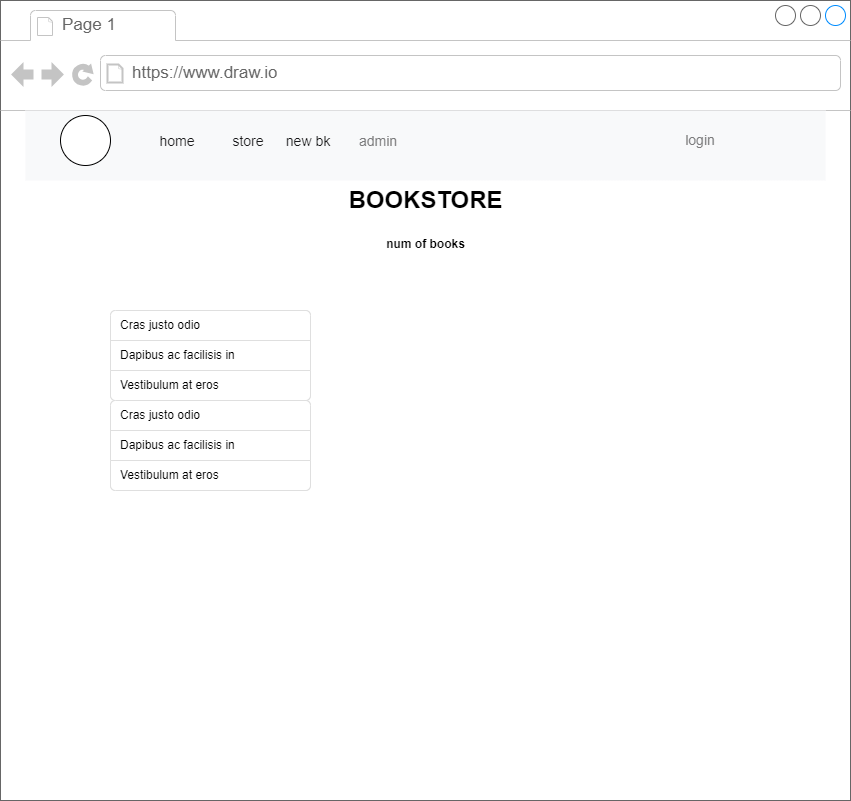 Page 1
https://www.draw.io
home store new bk admin login
BOOKSTORE
num of books
Cras justo odio
Dapibus ac facilisis in
Vestibulum at eros
Cras justo odio
Dapibus ac facilisis in
Vestibulum at eros